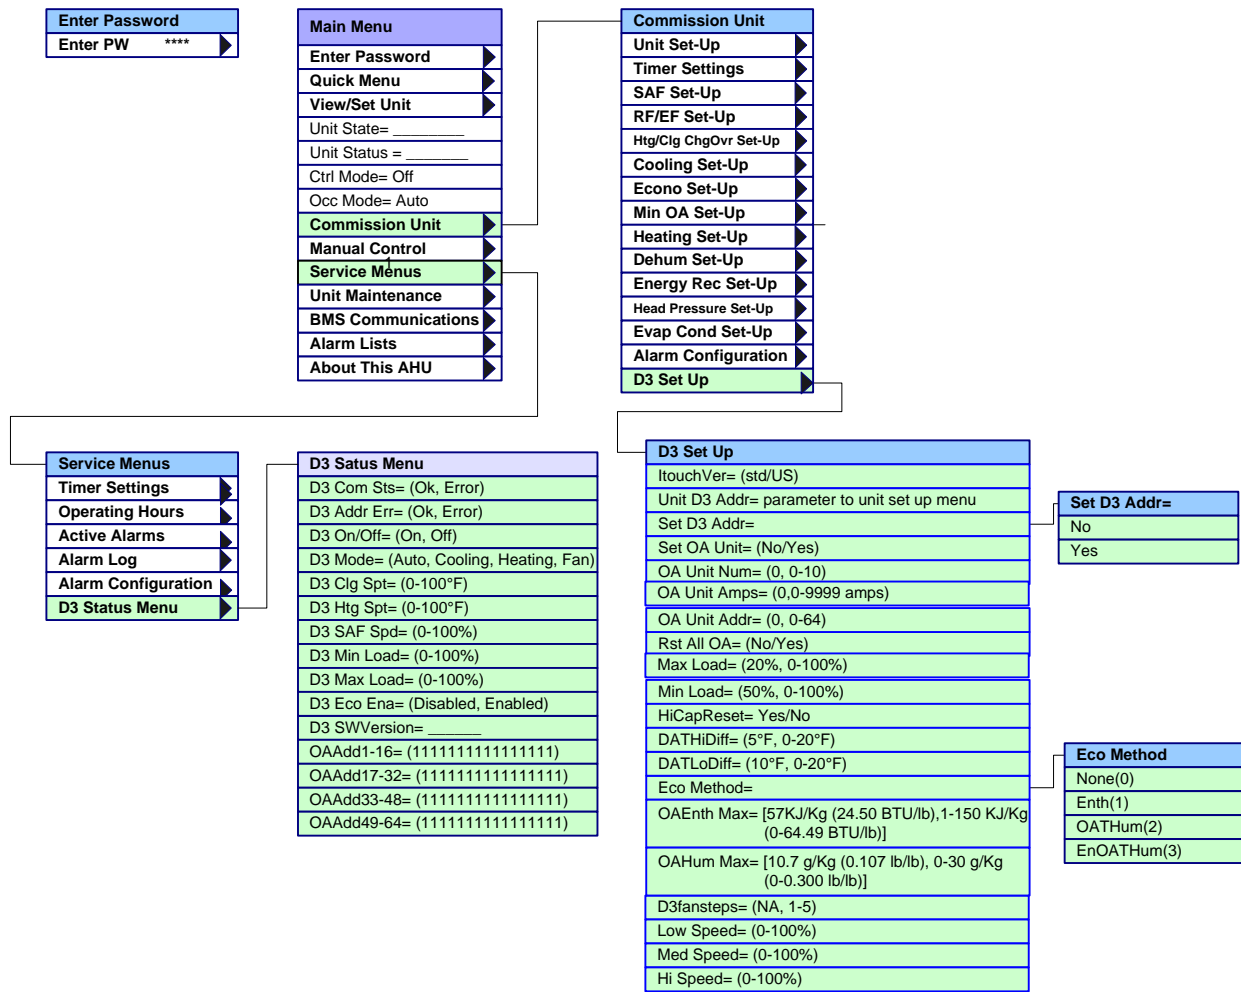 Enter Password
Enter PW ****
Main Menu
Enter Password
Quick Menu
View/Set Unit
Unit State= ________
Unit Status = _______
Ctrl Mode= Off
Occ Mode= Auto
Commission Unit
Manual Control
1
Service Menus
Unit Maintenance
BMS Communications
Alarm Lists
About This AHU
Commission Unit
Unit Set-Up
Timer Settings
SAF Set-Up
RF/EF Set-Up
Htg/Clg ChgOvr Set-Up
Cooling Set-Up
Econo Set-Up
Min OA Set-Up
Heating Set-Up
Dehum Set-Up
Energy Rec Set-Up
Head Pressure Set-Up
Evap Cond Set-Up
Alarm Configuration
D3 Set Up
Service Menus
Timer Settings
Operating Hours
Active Alarms
Alarm Log
Alarm Configuration
D3 Status Menu
D3 Satus Menu
D3 Com Sts= (Ok, Error)
D3 Addr Err= (Ok, Error)
D3 On/Off= (On, Off)
D3 Mode= (Auto, Cooling, Heating, Fan)
D3 Clg Spt= (0-100°F)
D3 Htg Spt= (0-100°F)
D3 SAF Spd= (0-100%)
D3 Min Load= (0-100%)
D3 Max Load= (0-100%)
D3 Eco Ena= (Disabled, Enabled)
D3 SWVersion= ______
OAAdd1-16= (1111111111111111)
OAAdd17-32= (1111111111111111)
OAAdd33-48= (1111111111111111)
OAAdd49-64= (1111111111111111)
D3 Set Up
ItouchVer= (std/US)
Unit D3 Addr= parameter to unit set up menu
Set D3 Addr=
Set OA Unit= (No/Yes)
OA Unit Num= (0, 0-10)
OA Unit Amps= (0,0-9999 amps)
OA Unit Addr= (0, 0-64)
Rst All OA= (No/Yes)
Max Load= (20%, 0-100%)
Min Load= (50%, 0-100%)
HiCapReset= Yes/No
DATHiDiff= (5°F, 0-20°F)
DATLoDiff= (10°F, 0-20°F)
Eco Method=
OAEnth Max= [57KJ/Kg (24.50 BTU/lb),1-150 KJ/Kg
(0-64.49 BTU/lb)]
OAHum Max= [10.7 g/Kg (0.107 lb/lb), 0-30 g/Kg
(0-0.300 lb/lb)]
D3fansteps= (NA, 1-5)
Low Speed= (0-100%)
Med Speed= (0-100%)
Hi Speed= (0-100%)
Set D3 Addr=
No
Yes
Eco Method
None(0)
Enth(1)
OATHum(2)
EnOATHum(3)